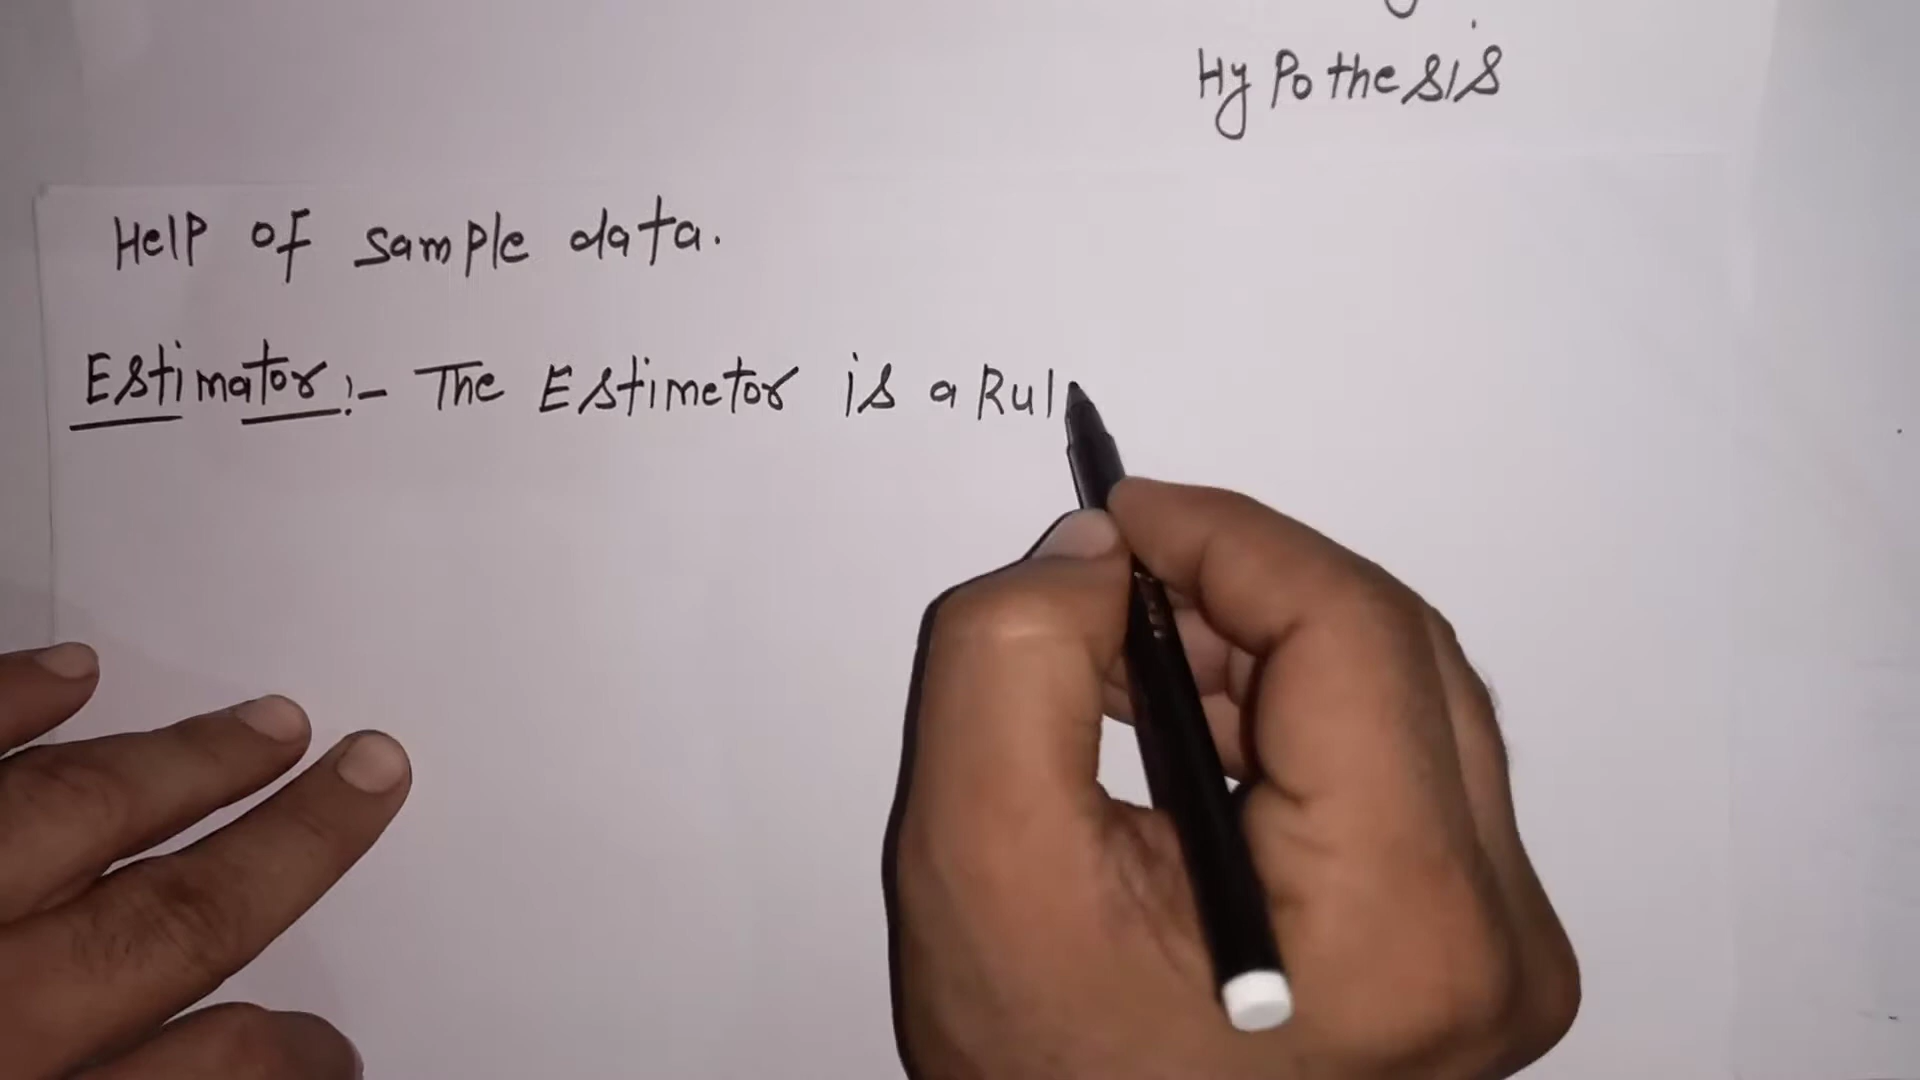 Hypothesis
Help of sample data.
Estimator :- The Estimetor is a Rul